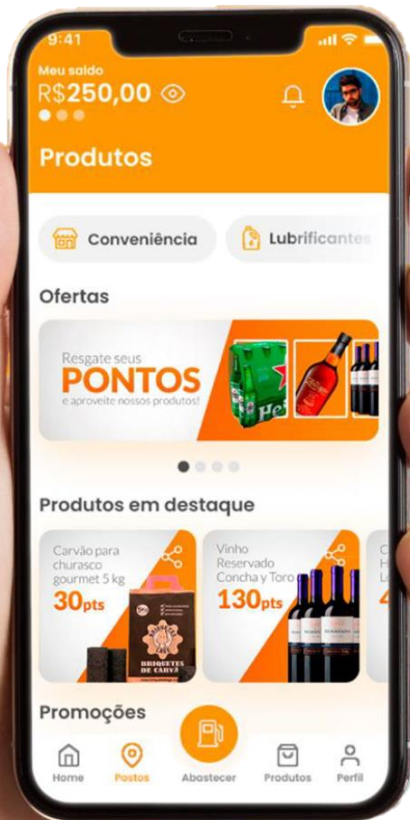 9:41
Meu saldo
R$250,00
Produtos
Conveniência
Lubrificantes
Ofertas
Resgate seus
PONTOS
e aproveite nossos produtos!
Produtos em destaque
Carvão para
churasco
gourmet 5 kg
30pts
BRIQUETES
DE CARVÃ
Vinho
Reservado
Concha y Toro
130pts
Promoções
Home
Postos
Abastecer
Produtos
Perfil